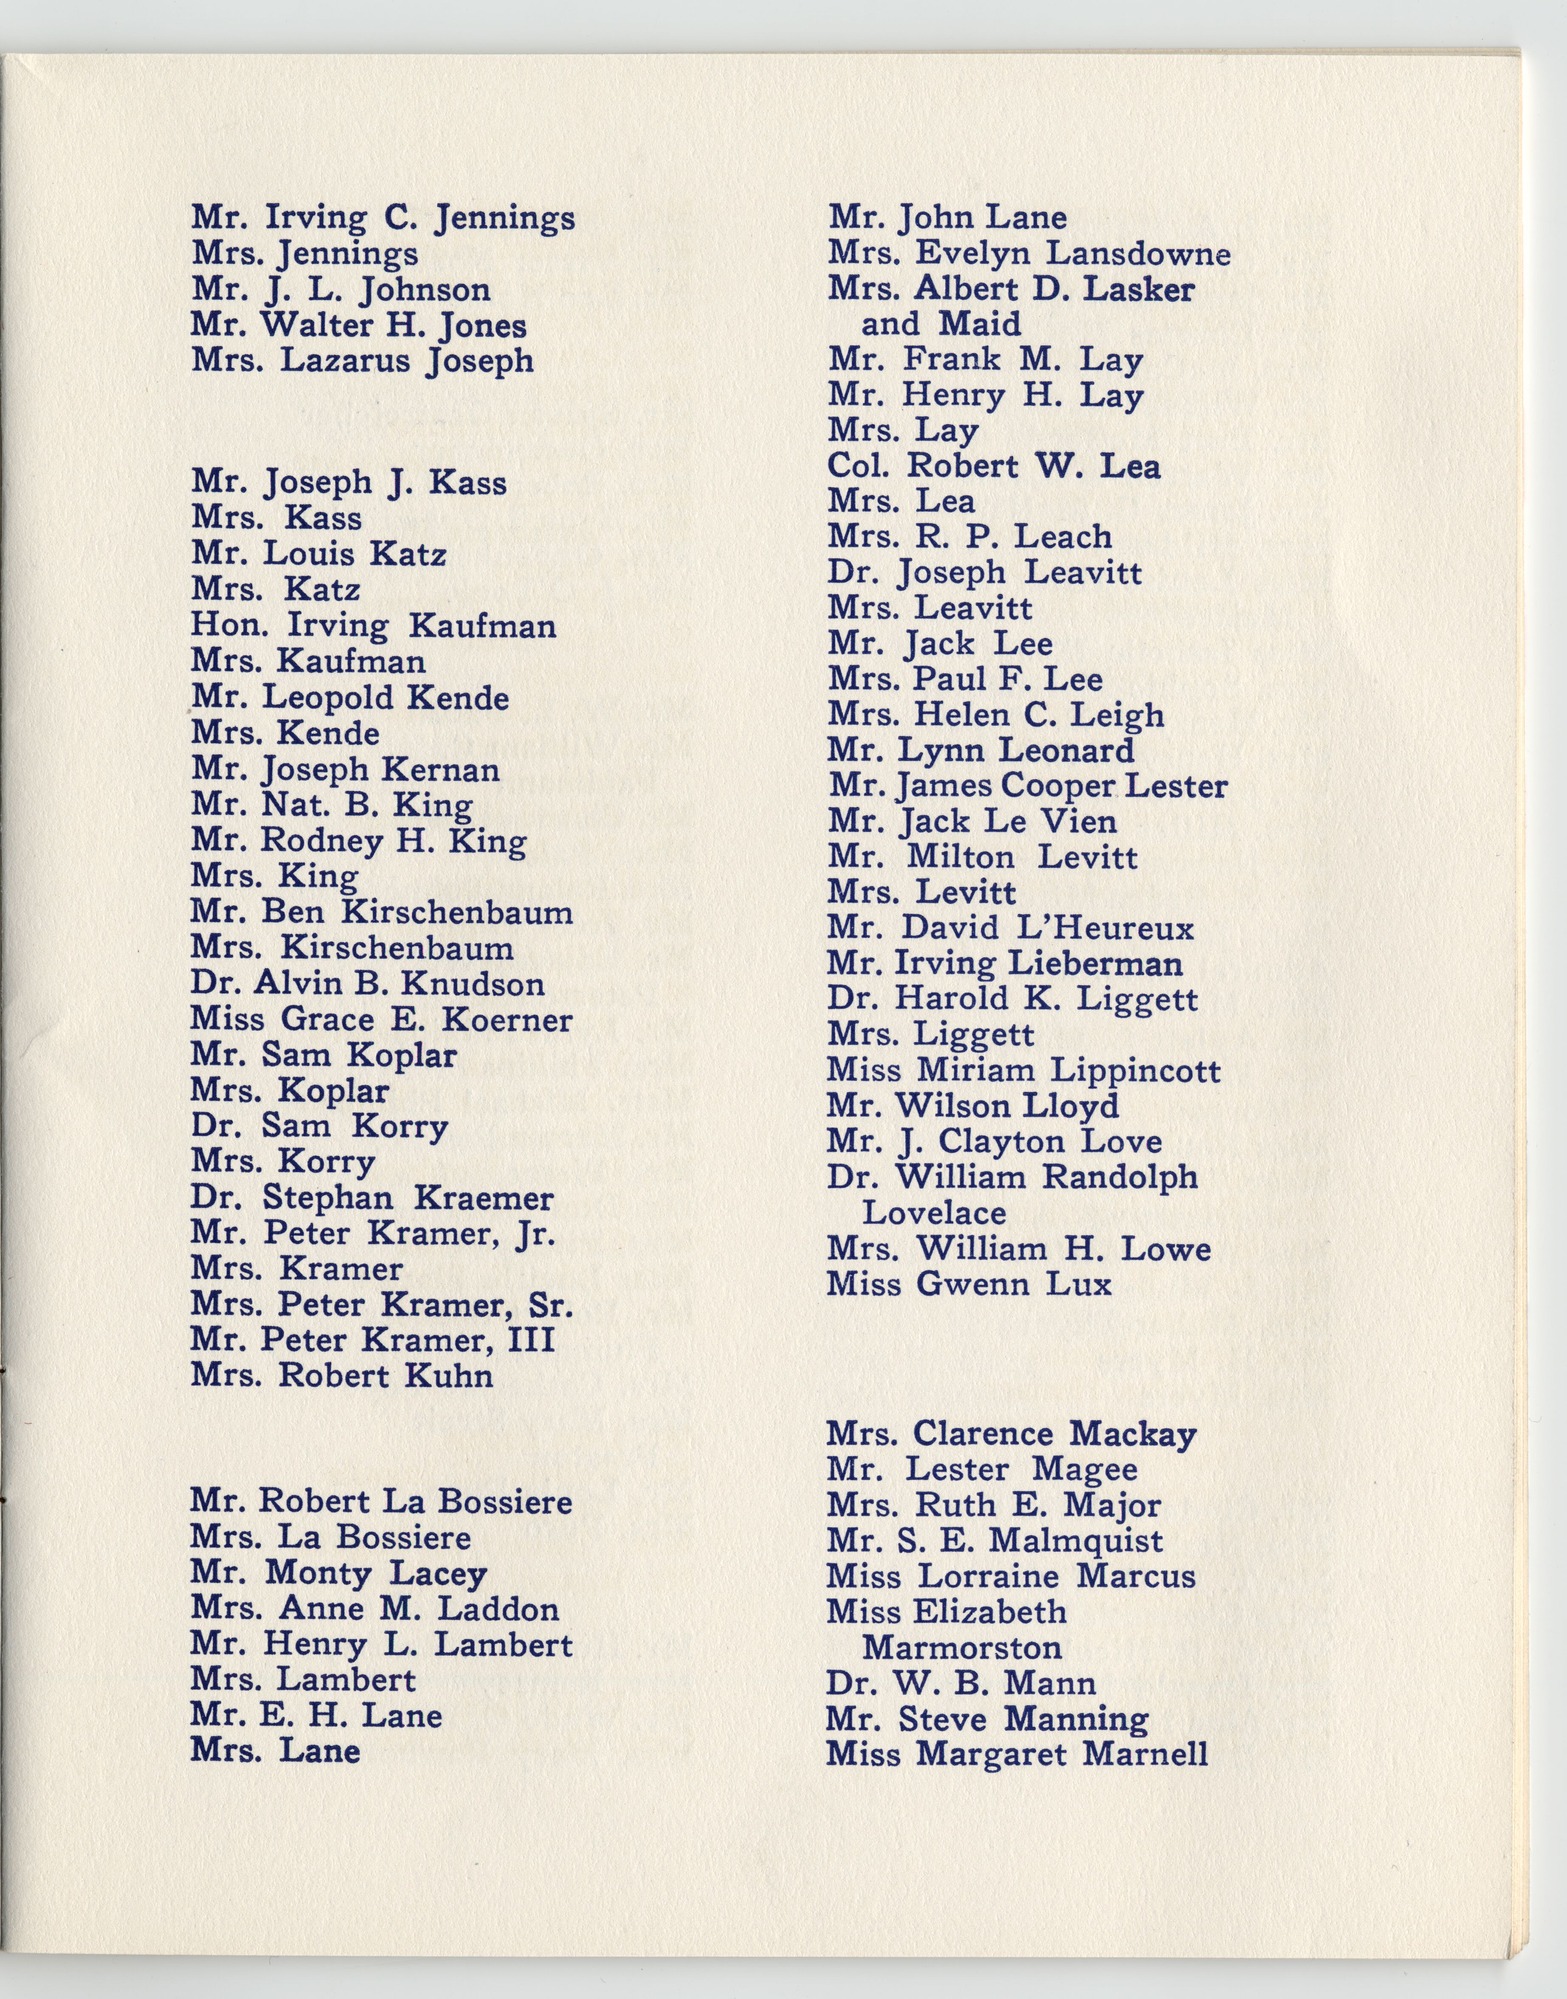 Mr. Irving C. Jennings
Mrs. Jennings
Mr. J. L. Johnson
Mr. Walter H. Jones
Mrs. Lazarus Joseph
Mr. Joseph J. Kass
Mrs. Kass
Mr. Louis Katz
Mrs. Katz
Hon. Irving Kaufman
Mrs. Kaufman
Mr. Leopold Kende
Mrs. Kende
Mr. Joseph Kernan
Mr. Nat. B. King
Mr. Rodney H. King
Mrs. King
Mr. Ben Kirschenbaum
Mrs. Kirschenbaum
Dr. Alvin B. Knudson
Miss Grace E. Koerner
Mr. Sam Koplar
Mrs. Koplar
Dr. Sam Korry
Mrs. Korry
Dr. Stephan Kraemer
Mr. Peter Kramer, Jr.
Mrs. Kramer
Mrs. Peter Kramer, Sr.
Mr. Peter Kramer, III
Mrs. Robert Kuhn
Mr. Robert La Bossiere
Mrs. La Bossiere
Mr. Monty Lacey
Mrs. Anne M. Laddon
Mr. Henry L. Lambert
Mrs. Lambert
Mr. E. H. Lane
Mrs. Lane
Mr. John Lane
Mrs. Evelyn Lansdowne
Mrs. Albert D. Lasker
and Maid
Mr. Frank M. Lay
Mr. Henry H. Lay
Mrs. Lay
Col. Robert W. Lea
Mrs. Lea
Mrs. R. P. Leach
Dr. Joseph Leavitt
Mrs. Leavitt
Mr. Jack Lee
Mrs. Paul F. Lee
Mrs. Helen C. Leigh
Mr. Lynn Leonard
Mr. James Cooper Lester
Mr. Jack Le Vien
Mr. Milton Levitt
Mrs. Levitt
Mr. David L'Heureux
Mr. Irving Lieberman
Dr. Harold K. Liggett
Mrs. Liggett
Miss Miriam Lippincott
Mr. Wilson Lloyd
Mr. J. Clayton Love
Dr. William Randolph
Lovelace
Mrs. William H. Lowe
Miss Gwenn Lux
Mrs. Clarence Mackay
Mr. Lester Magee
Mrs. Ruth E. Major
Mr. S. E. Malmquist
Miss Lorraine Marcus
Miss Elizabeth
Marmorston
Dr. W. B. Mann
Mr. Steve Manning
Miss Margaret Marnell